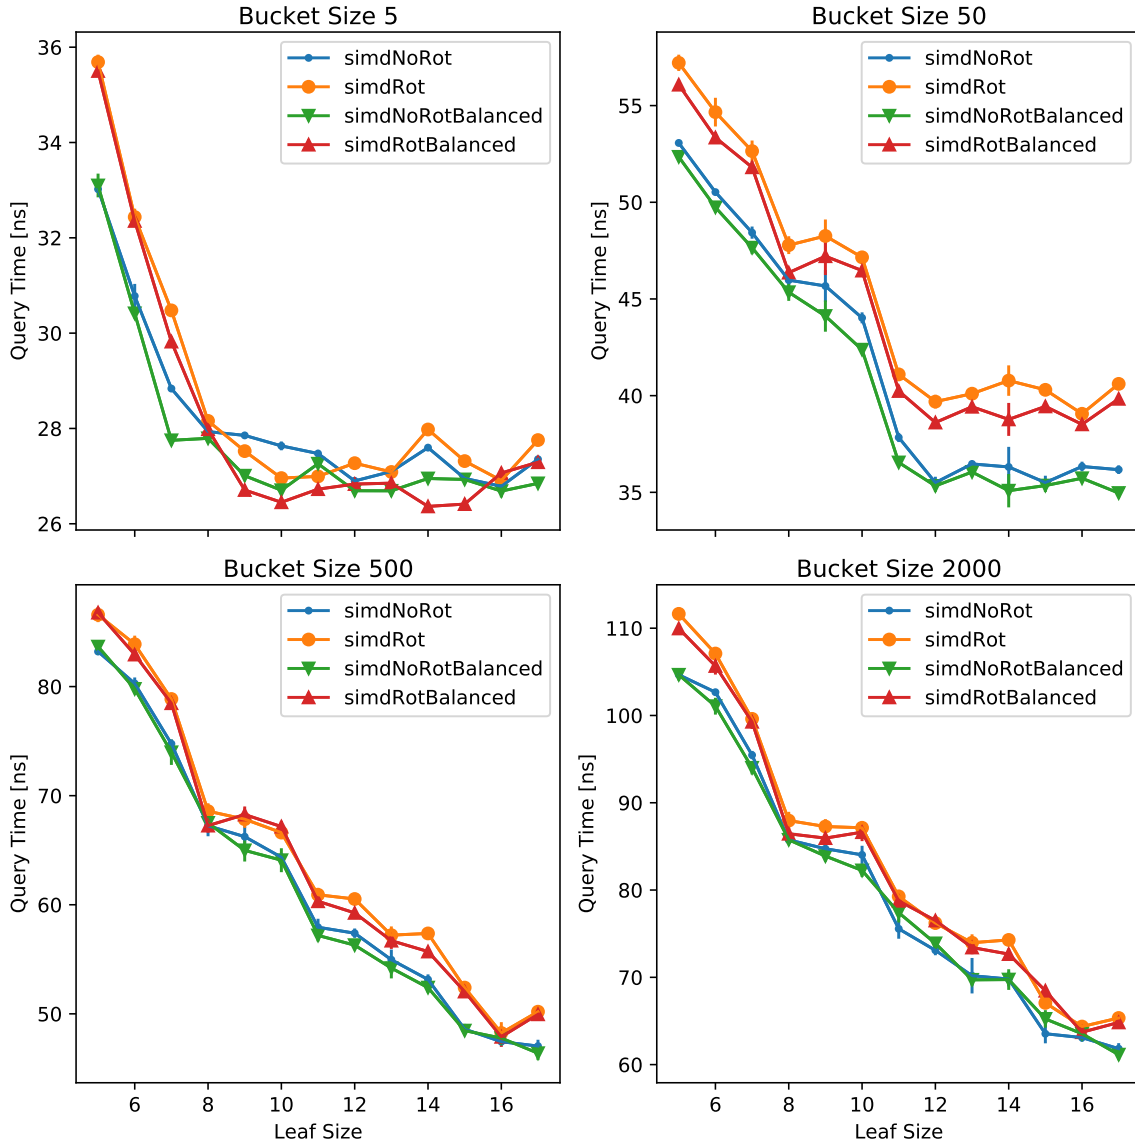 Bucket Size 5
36
34
32
30
28
26
Query Time [ns]
simdNoRot
simdRot
simdNoRotBalanced
simdRotBalanced
Bucket Size 50
55
50
45
40
35
Query Time [ns]
simdNoRot
simdRot
simdNoRotBalanced
simdRotBalanced
Bucket Size 500
80
70
60
50
Query Time [ns]
simdNoRot
simdRot
simdNoRotBalanced
simdRotBalanced
6 8 10 12 14 16
Leaf Size
Bucket Size 2000
110
100
90
80
70
60
Query Time [ns]
simdNoRot
simdRot
simdNoRotBalanced
simdRotBalanced
6 8 10 12 14 16
Leaf Size